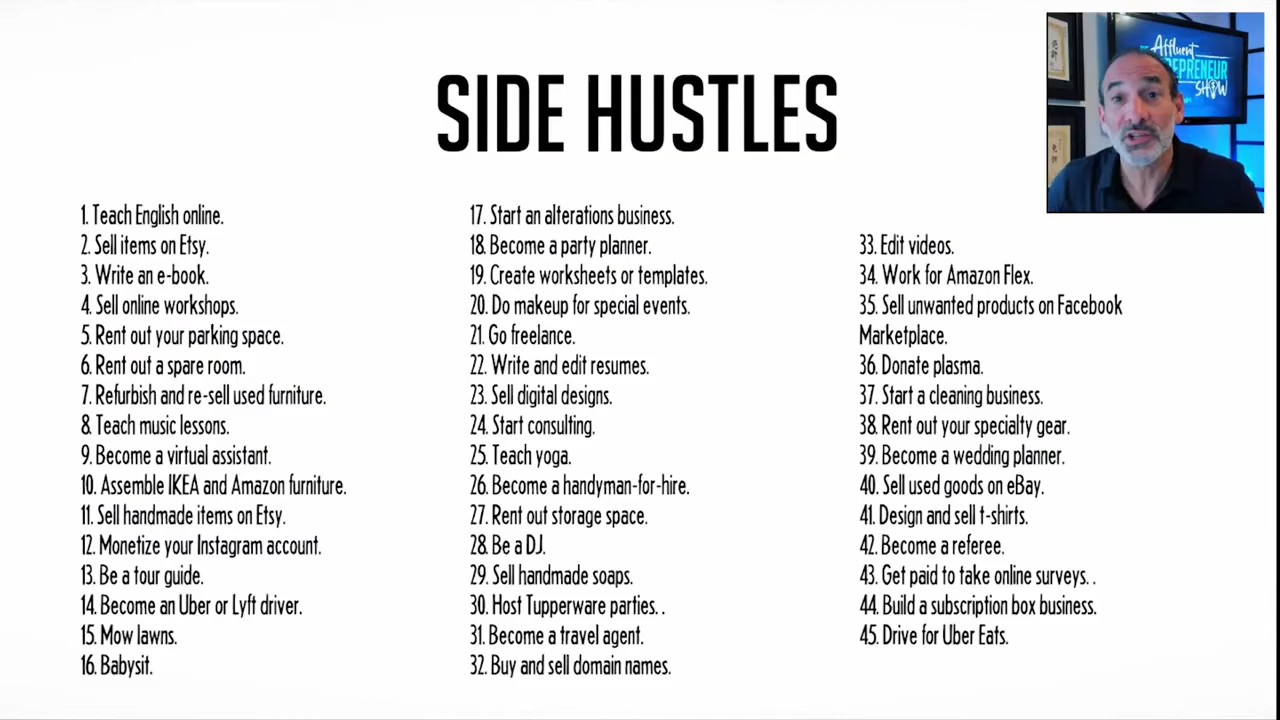 SIDE HUSTLES
1. Teach English online.
2. Sell items on Etsy.
3. Write an e-book.
4. Sell online workshops.
5. Rent out your parking space.
6. Rent out a spare room.
7. Refurbish and re-sell used furniture.
8. Teach music lessons.
9. Become a virtual assistant.
10. Assemble IKEA and Amazon furniture.
11. Sell handmade items on Etsy.
12. Monetize your Instagram account.
13. Be a tour guide.
14. Become an Uber or Lyft driver.
15. Mow lawns.
16. Babysit.
17. Start an alterations business.
18. Become a party planner.
19. Create worksheets or templates.
20. Do makeup for special events.
21. Go freelance.
22. Write and edit resumes.
23. Sell digital designs.
24. Start consulting.
25. Teach yoga.
26. Become a handyman-for-hire.
27. Rent out storage space.
28. Be a DJ.
29. Sell handmade soaps.
30. Host Tupperware parties. .
31. Become a travel agent.
32. Buy and sell domain names.
33. Edit videos.
34. Work for Amazon Flex.
35. Sell unwanted products on Facebook
Marketplace.
36. Donate plasma.
37. Start a cleaning business.
38. Rent out your specialty gear.
39. Become a wedding planner.
40. Sell used goods on eBay.
41. Design and sell t-shirts.
42. Become a referee.
43. Get paid to take online surveys. .
44. Build a subscription box business.
45. Drive for Uber Eats.
Affluent
EPRENEUR
SHOW